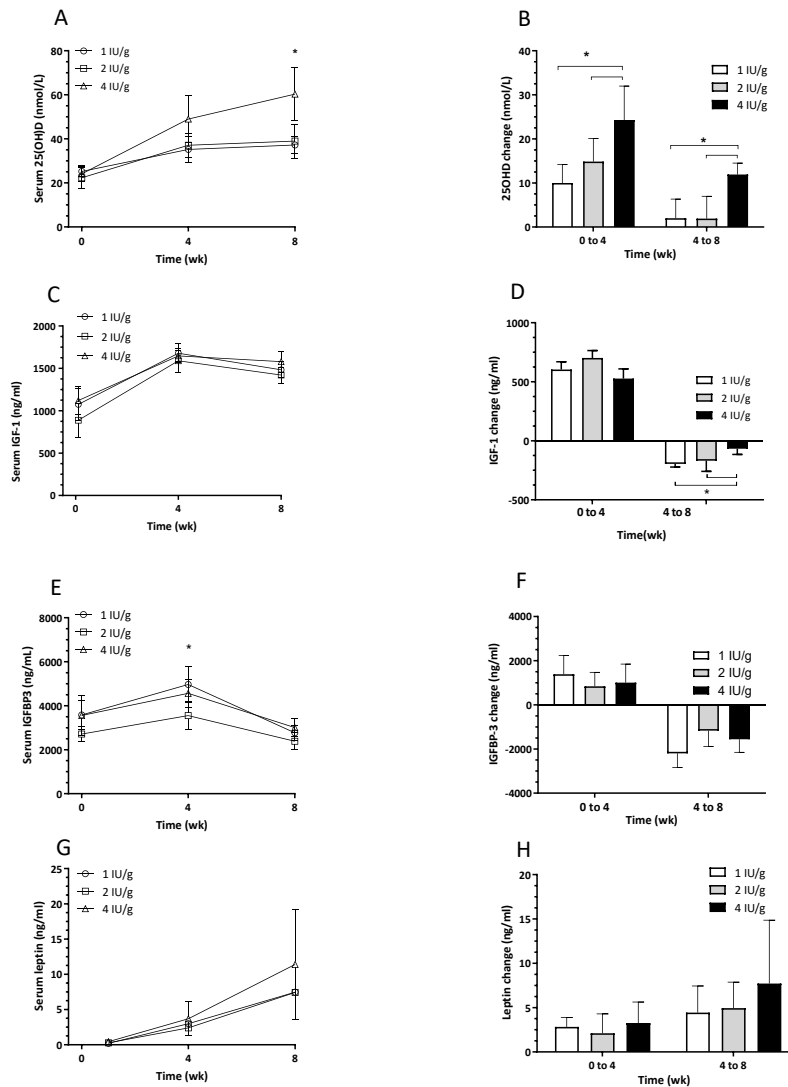 A
1 IU/g
2 IU/g
4 IU/g
Serum 25(OH)D (nmol/L)
80
60
40
20
0
*
0 4 8
Time (wk)
B
25OHD change (nmol/L)
50
40
30
20
10
0
*
*
1 IU/g
2 IU/g
4 IU/g
0 to 4 4 to 8
Time (wk)
C
Serum IGF-1 (ng/ml)
2000
1500
1000
500
0
1 IU/g
2 IU/g
4 IU/g
0 4 8
Time (wk)
D
IGF-1 change (ng/ml)
1000
500
0
-500
1 IU/g
2 IU/g
4 IU/g
*
0 to 4 4 to 8
Time(wk)
E
Serum IGFBP3 (ng/mL)
8000
6000
4000
2000
0
1 IU/g
2 IU/g
4 IU/g
*
0 4 8
Time (wk)
F
IGFBP-3 change (ng/ml)
4000
2000
0
-2000
-4000
1 IU/g
2 IU/g
4 IU/g
0 to 4 4 to 8
Time (wk)
G
Serum leptin (ng/ml)
25
20
15
10
5
0
1 IU/g
2 IU/g
4 IU/g
0 4 8
Time (wk)
H
Leptin change (ng/ml)
20
15
10
5
0
1 IU/g
2 IU/g
4 IU/g
0 to 4 4 to 8
Time (wk)